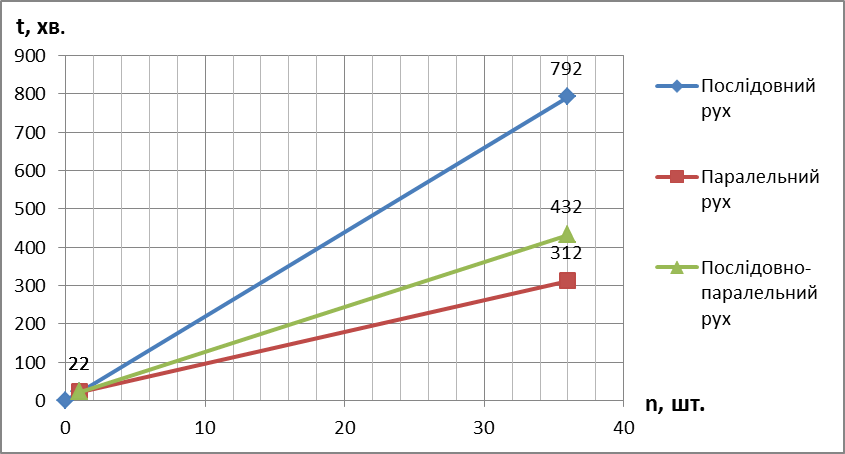 t, хв.
900
800
700
600
500
400
300
200
100
0
792
432
312
22
0
10
20
30
40
n, шт.
Послідовний
рух
Паралельний
рух
Послідовно-
паралельний
рух